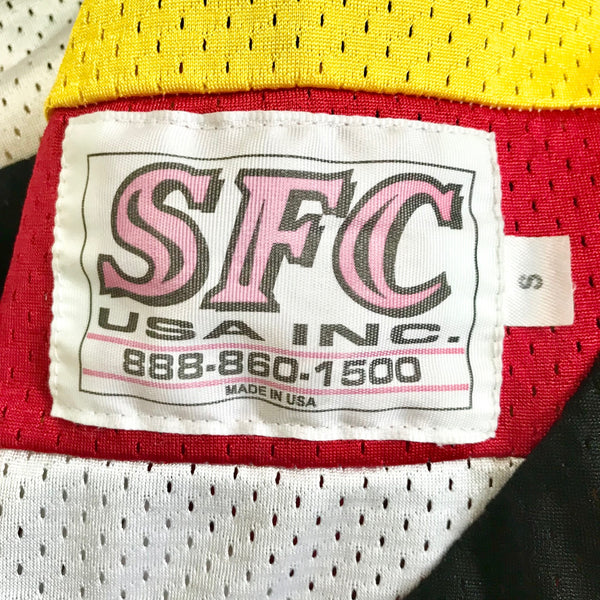 SFC
USA INC.
888-860-1500
MADE IN USA
S